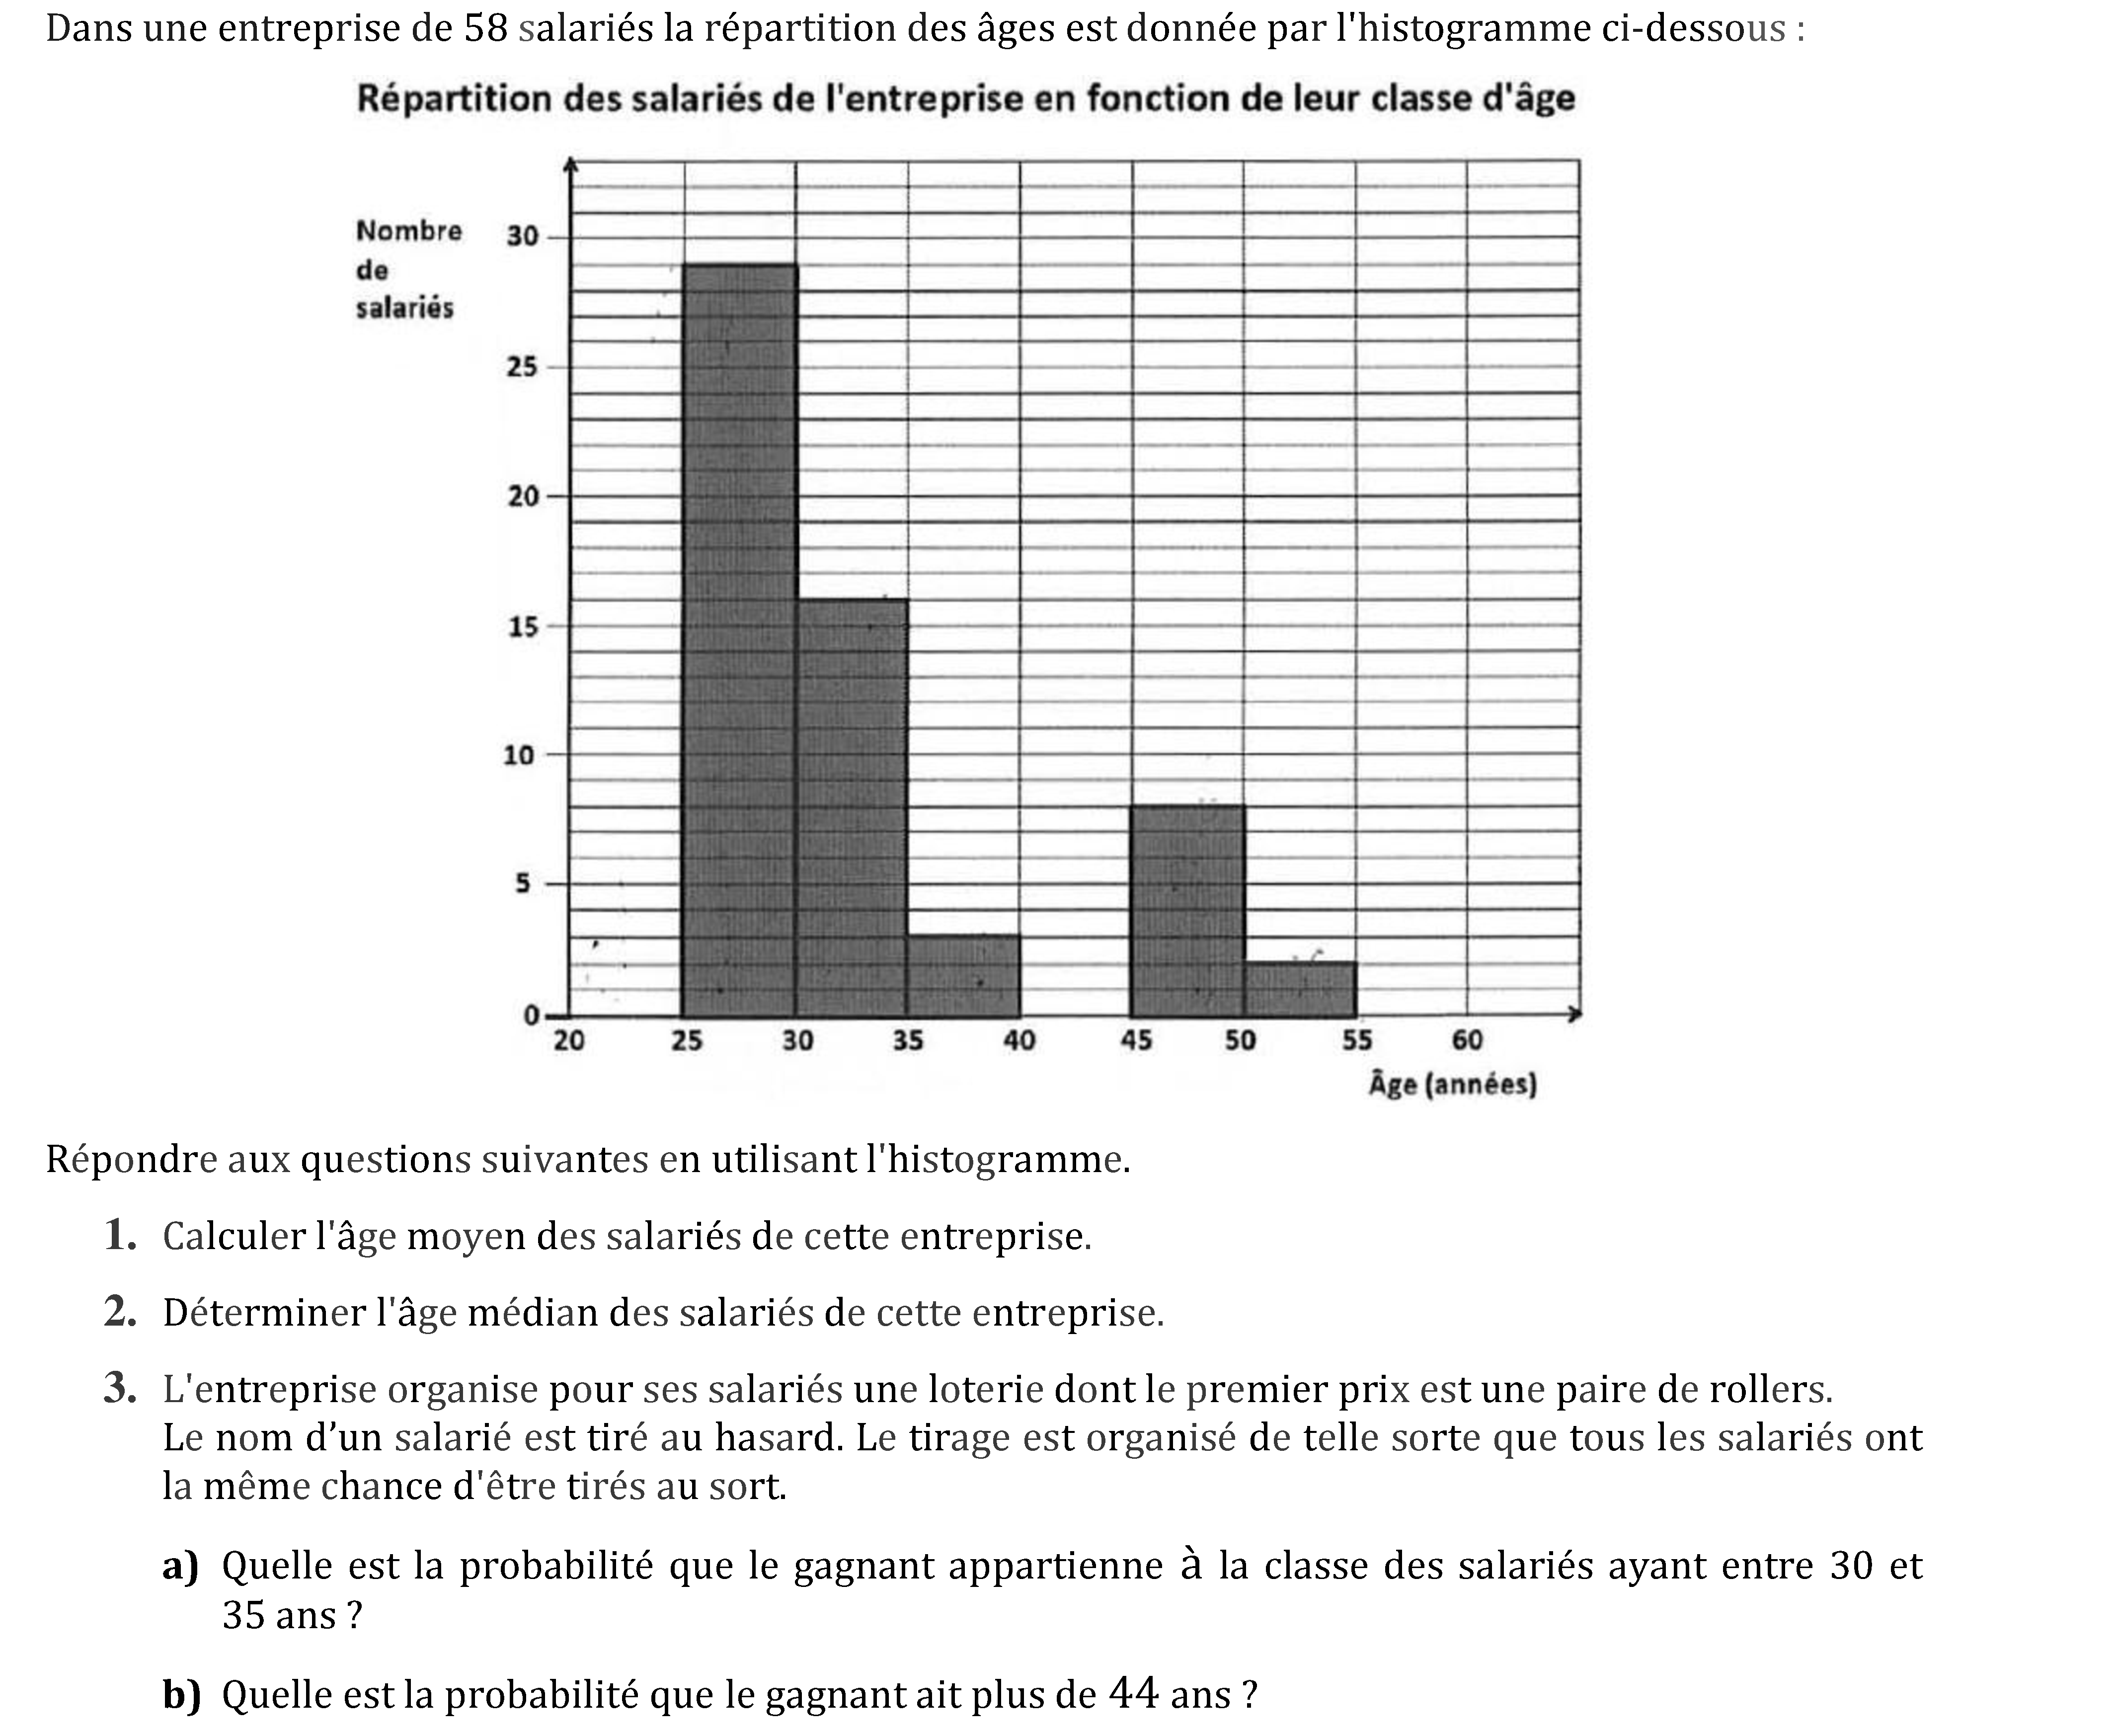 Dans une entreprise de 58 salariés la répartition des âges est donnée par l'histogramme ci-dessous :
Répartition des salariés de l'entreprise en fonction de leur classe d'âge
Nombre
de
salariés
30
25
20
15
10
5
0
20 25 30 35 40 45 50 55 60
Âge (années)
Répondre aux questions suivantes en utilisant l'histogramme.
1. Calculer l'âge moyen des salariés de cette entreprise.
2. Déterminer l'âge médian des salariés de cette entreprise.
3. L'entreprise organise pour ses salariés une loterie dont le premier prix est une paire de rollers.
Le nom d’un salarié est tiré au hasard. Le tirage est organisé de telle sorte que tous les salariés ont
la même chance d'être tirés au sort.
a) Quelle est la probabilité que le gagnant appartienne à la classe des salariés ayant entre 30 et
35 ans ?
b) Quelle est la probabilité que le gagnant ait plus de 44 ans ?